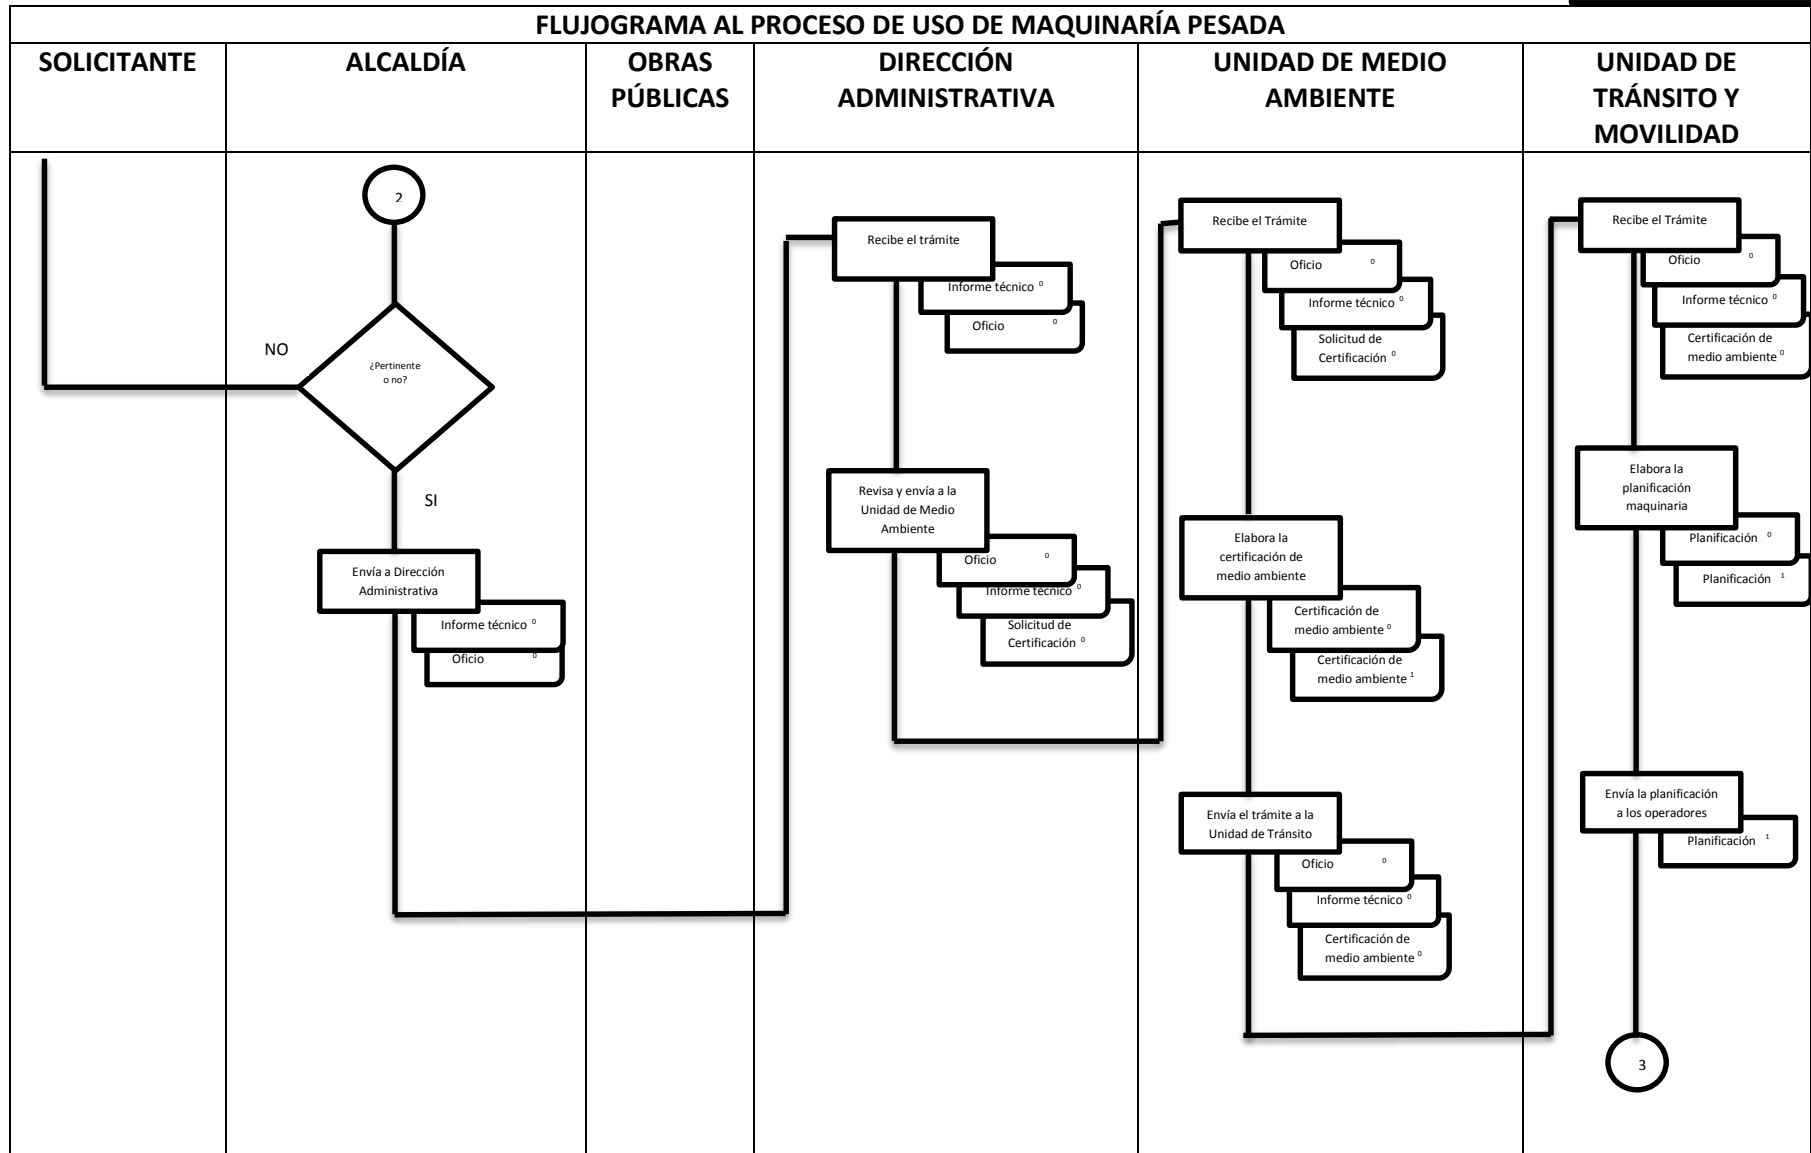 FLUJOGRAMA AL PROCESO DE USO DE MAQUINARÍA PESADA
SOLICITANTE
ALCALDÍA
OBRAS
PÚBLICAS
DIRECCIÓN
ADMINISTRATIVA
UNIDAD DE MEDIO
AMBIENTE
UNIDAD DE
TRÁNSITO Y
MOVILIDAD
2
NO
¿Pertinente
o no?
SI
Envía a Dirección
Administrativa
Informe técnico 0
Oficio 0
Recibe el trámite
Informe técnico 0
Oficio 0
Revisa y envía a la
Unidad de Medio
Ambiente
Oficio 0
Informe técnico 0
Solicitud de
Certificación 0
Recibe el Trámite
Oficio 0
Informe técnico 0
Solicitud de
Certificación 0
Elabora la
certificación de
medio ambiente
Certificación de
medio ambiente 0
Certificación de
medio ambiente 1
Envía el trámite a la
Unidad de Tránsito
Oficio 0
Informe técnico 0
Certificación de
medio ambiente 0
Recibe el Trámite
Oficio 0
Informe técnico 0
Certificación de
medio ambiente 0
Elabora la
planificación
maquinaria
Planificación 0
Planificación 1
Envía la planificación
a los operadores
Planificación 1
3